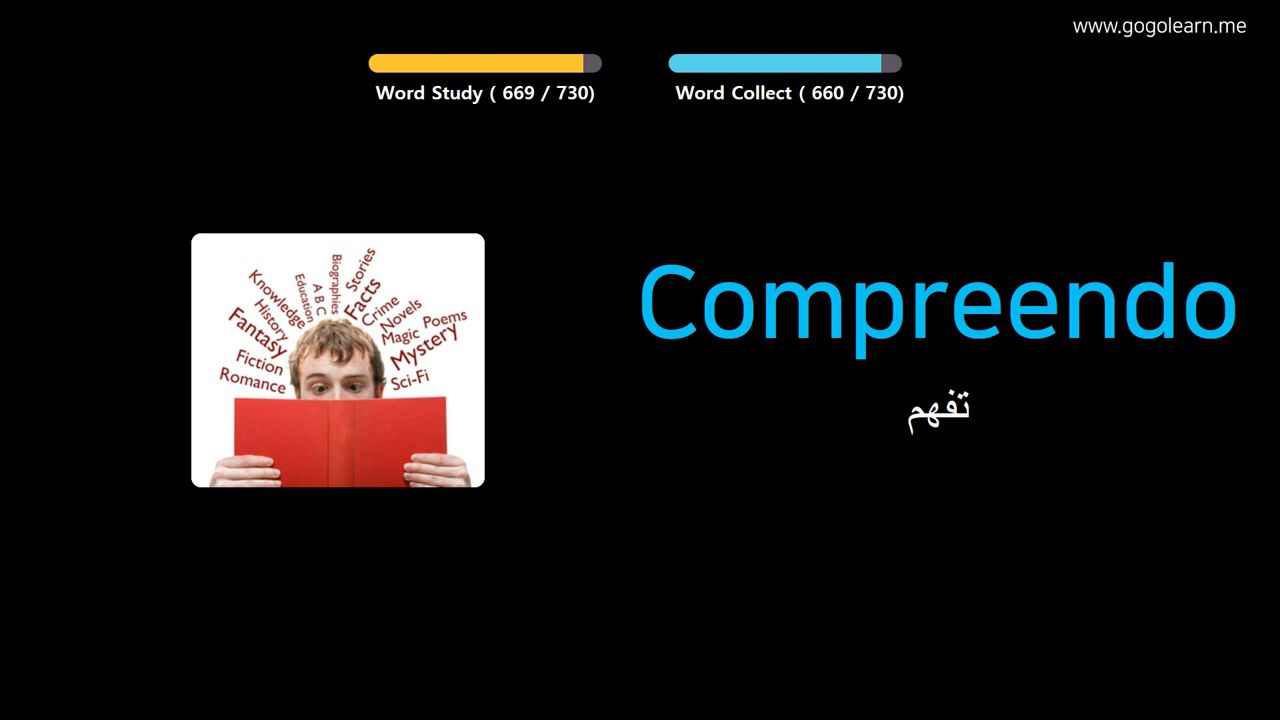 www.gogolearn.me
Word Study ( 669 / 730)
Word Collect ( 660 / 730)
Compreendo
تفهم
Knowledge
History
Fantasy
Fiction
Romance
Education
A B C
Biographies
Stories
Facts
Crime
Novels
Magic
Poems
Mystery
Sci-Fi